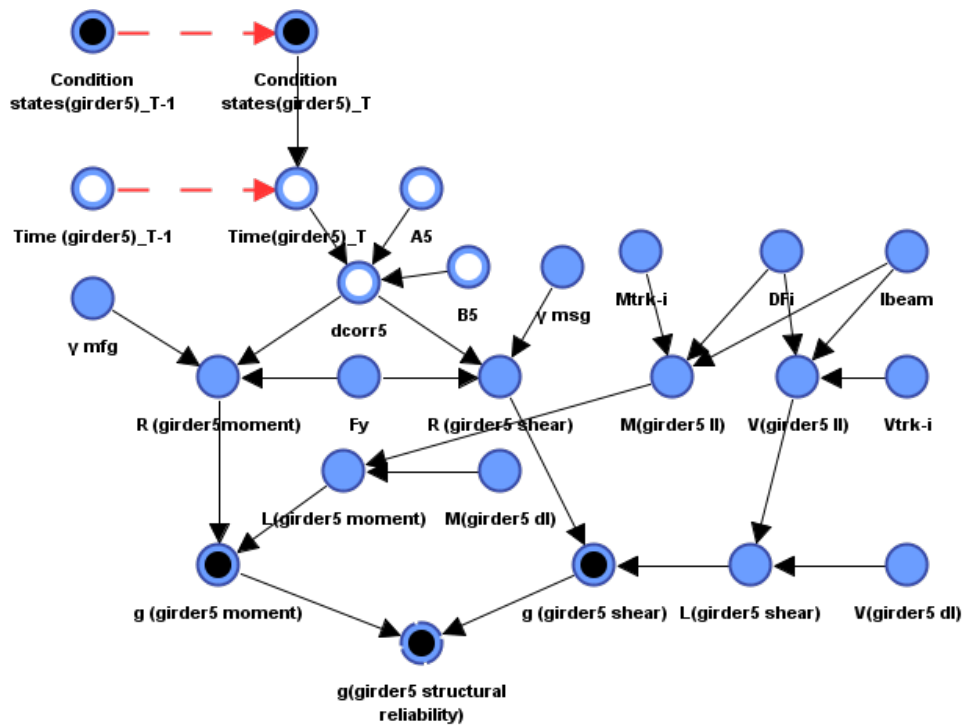 Condition
states(girder5)_T-1
Condition
states(girder5)_T
Time (girder5)_T-1
Time(girder5)_T
A5
B5
dcorr5
γ mfg
γ msg
Mtrk-i
DFi
Ibeam
R (girder5moment)
Fy
R (girder5 shear)
M(girder5 ll)
V(girder5 ll)
Vtrk-i
L(girder5 moment)
M(girder5 dl)
g (girder5 moment)
g (girder5 shear)
L(girder5 shear)
V(girder5 dl)
g(girder5 structural
reliability)